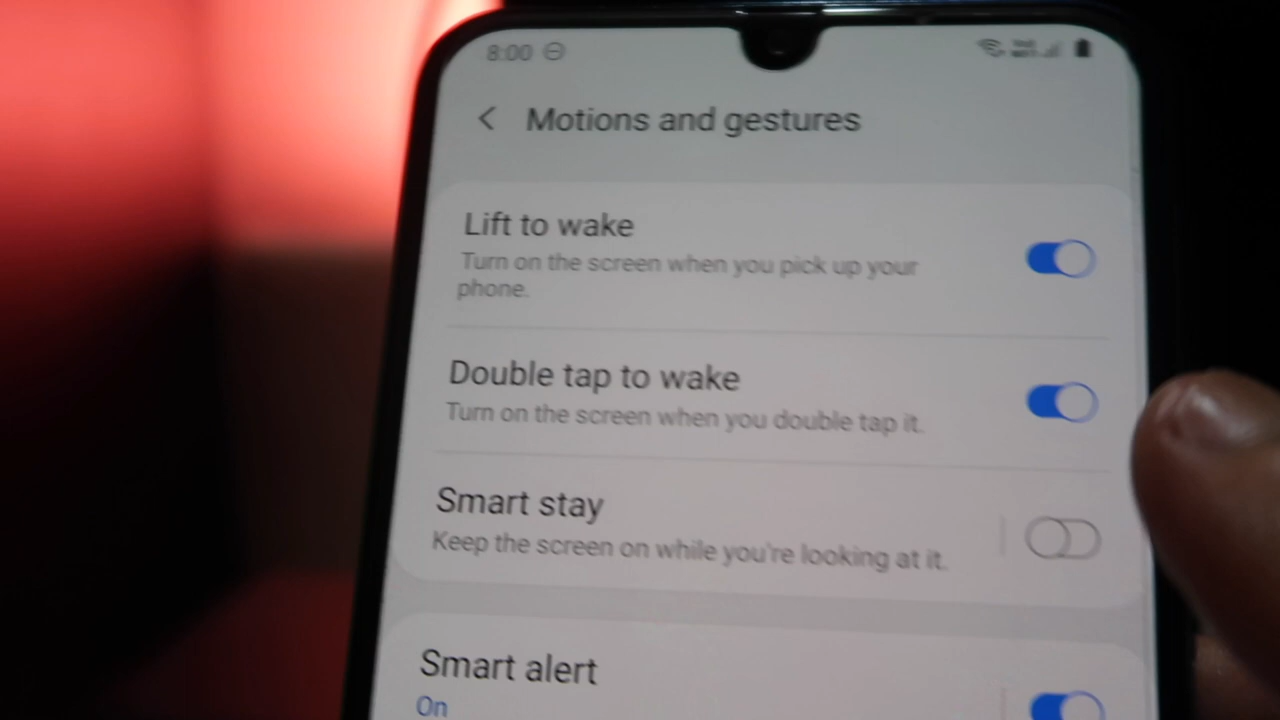 8:00
Motions and gestures
Lift to wake
Turn on the screen when you pick up your
phone.
Double tap to wake
Turn on the screen when you double tap it.
Smart stay
Keep the screen on while you're looking at it.
Smart alert
On